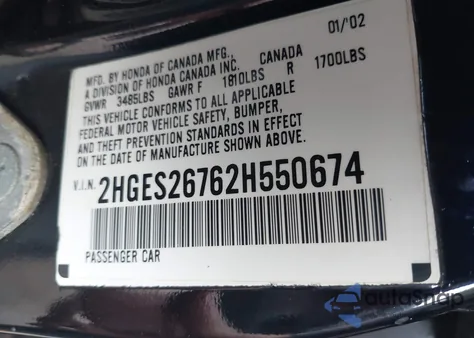 01/'02
MFD. BY HONDA OF CANADA MFG.,
A DIVISION OF HONDA CANADA INC. CANADA
GVWR 3485LBS GAWR F 1810LBS R 1700LBS
THIS VEHICLE CONFORMS TO ALL APPLICABLE
FEDERAL MOTOR VEHICLE SAFETY, BUMPER,
AND THEFT PREVENTION STANDARDS IN EFFECT
ON THE DATE OF MANUFACTURE SHOWN ABOVE.
V.I.N. 2HGES26762H550674
PASSENGER CAR
autoSnap